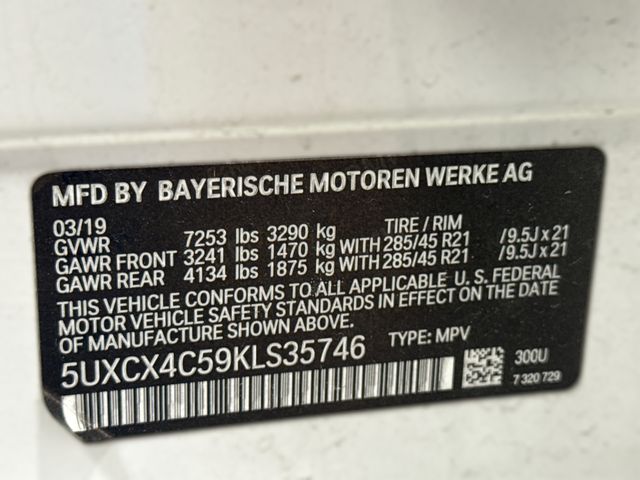 MFD BY BAYERISCHE MOTOREN WERKE AG
03/19
GVWR 7253 lbs 3290 kg TIRE / RIM
GAWR FRONT 3241 lbs 1470 kg WITH 285/45 R21 /9.5J x 21
GAWR REAR 4134 lbs 1875 kg WITH 285/45 R21 /9.5J x 21
THIS VEHICLE CONFORMS TO ALL APPLICABLE U. S. FEDERAL
MOTOR VEHICLE SAFETY STANDARDS IN EFFECT ON THE DATE
OF MANUFACTURE SHOWN ABOVE.
5UXCX4C59KLS35746 TYPE: MPV
300U
7 320 729